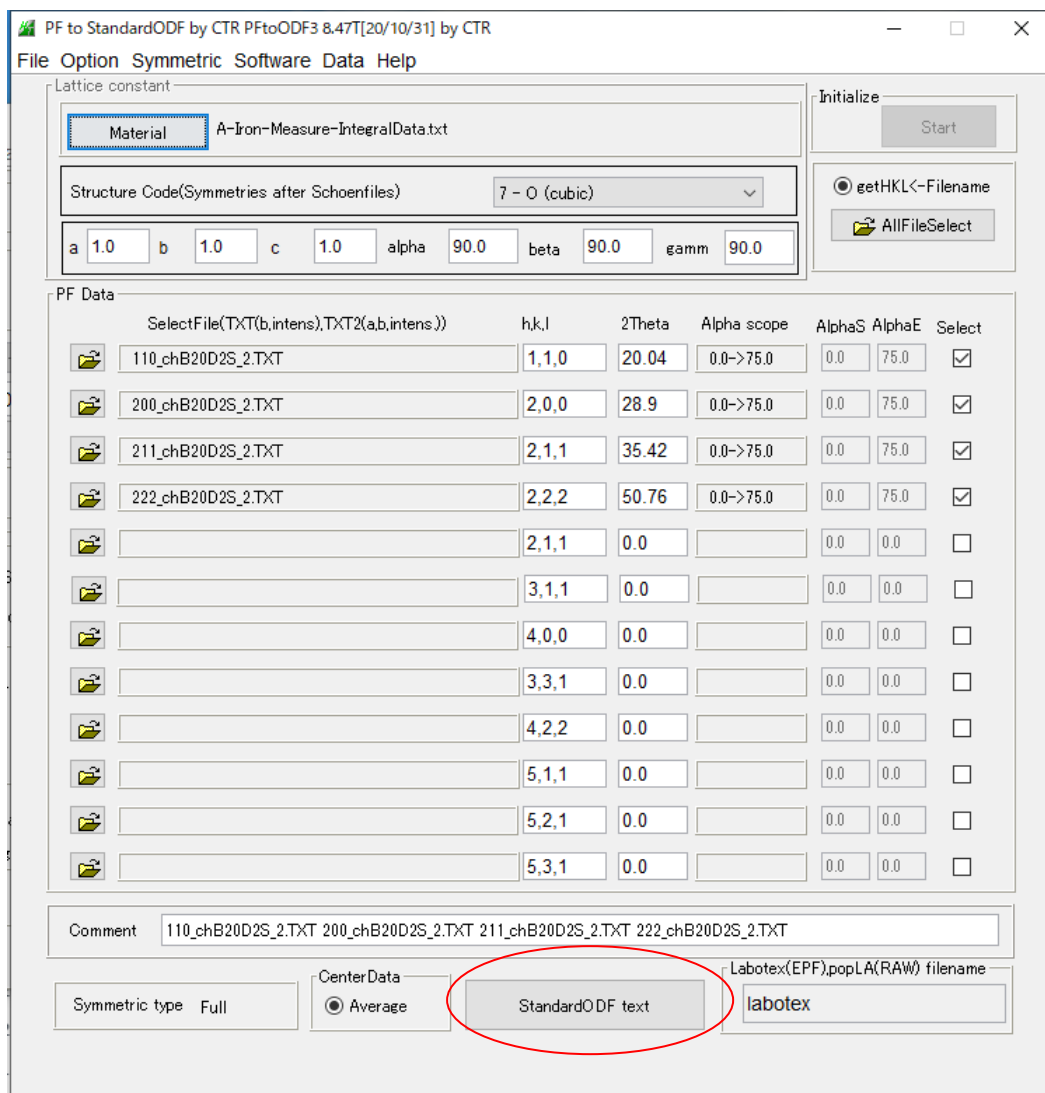 PF to StandardODF by CTR PFtoODF3 8.47T[20/10/31] by CTR
File Option Symmetric Software Data Help
Lattice constant
Material A-Iron-Measure-IntegralData.txt
Initialize
Start
Structure Code(Symmetries after Schoenfiles) 7 - O (cubic)
getHKL<-Filename
AllFileSelect
a 1.0 b 1.0 c 1.0 alpha 90.0 beta 90.0 gamm 90.0
PF Data
SelectFile(TXT(b,intens),TXT2(a,b,intens.)) h,k,l 2Theta Alpha scope AlphaS AlphaE Select
110_chB20D2S_2.TXT 1,1,0 20.04 0.0->75.0 0.0 75.0
200_chB20D2S_2.TXT 2,0,0 28.9 0.0->75.0 0.0 75.0
211_chB20D2S_2.TXT 2,1,1 35.42 0.0->75.0 0.0 75.0
222_chB20D2S_2.TXT 2,2,2 50.76 0.0->75.0 0.0 75.0
2,1,1 0.0 0.0 0.0
3,1,1 0.0 0.0 0.0
4,0,0 0.0 0.0 0.0
3,3,1 0.0 0.0 0.0
4,2,2 0.0 0.0 0.0
5,1,1 0.0 0.0 0.0
5,2,1 0.0 0.0 0.0
5,3,1 0.0 0.0 0.0
Comment 110_chB20D2S_2.TXT 200_chB20D2S_2.TXT 211_chB20D2S_2.TXT 222_chB20D2S_2.TXT
Symmetric type Full
CenterData
Average
StandardODF text
Labotex(EPF),popLA(RAW) filename
labotex